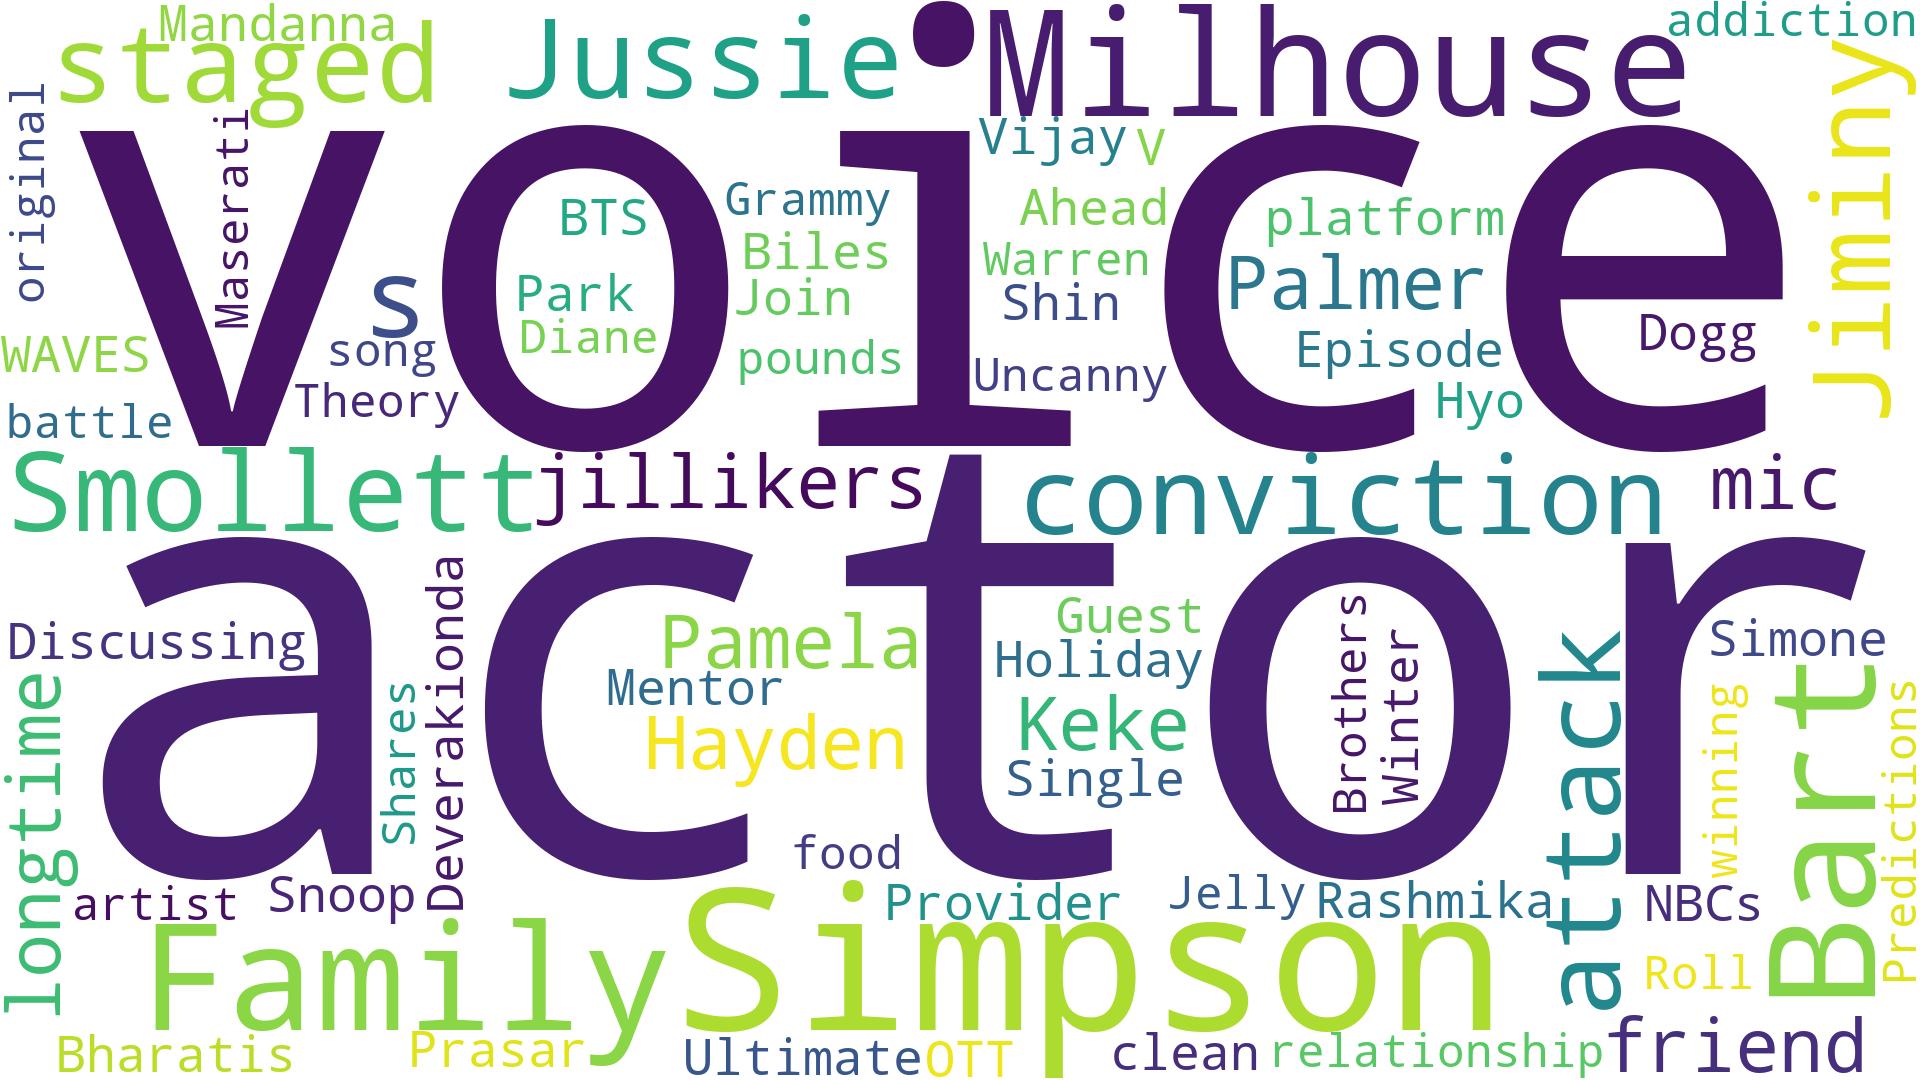 Mandanna
addiction
staged
Jussie
Milhouse
Jiminy
original
Maserati
voice
Vijay
V
BTS
Grammy
Ahead
platform
Biles
Warren
Palmer
s
Park
Join
Shin
Dogg
WAVES
song
Diane
pounds
Episode
Uncanny
battle
Theory
Hyo
Smollett
jillikers
conviction
mic
actor
Discussing
Deverakionda
Pamela
Guest
Brothers
Winter
Simone
Holiday
Mentor
attack
longtime
Shares
Hayden
Keke
Single
winning
Bart
Predictions
food
artist
Snoop
Provider
Jelly
Rashmika
NBCs
Family
Simpson
Roll
Bharatis
Prasar
Ultimate
OTT
clean
relationship
friend